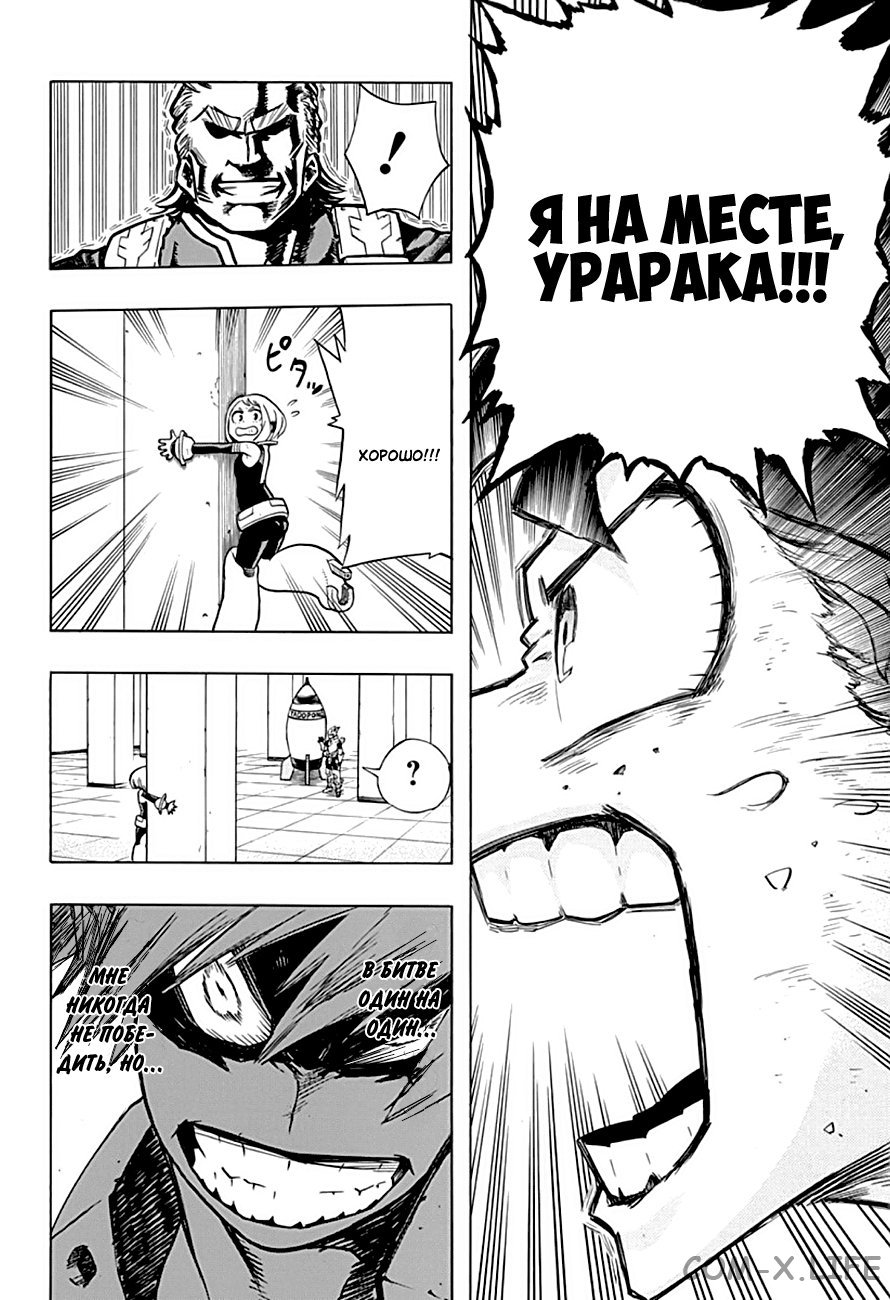 Я НА МЕСТЕ,
УРАРАКА!!!
!
ピタッ
ХОРОШО!!!
?
В БИТВЕ
ОДИН НА
ОДИН...
МНЕ
НИКОГДА
НЕ ПОБЕ-
ДИТЬ, НО...
COM-X.LIFE